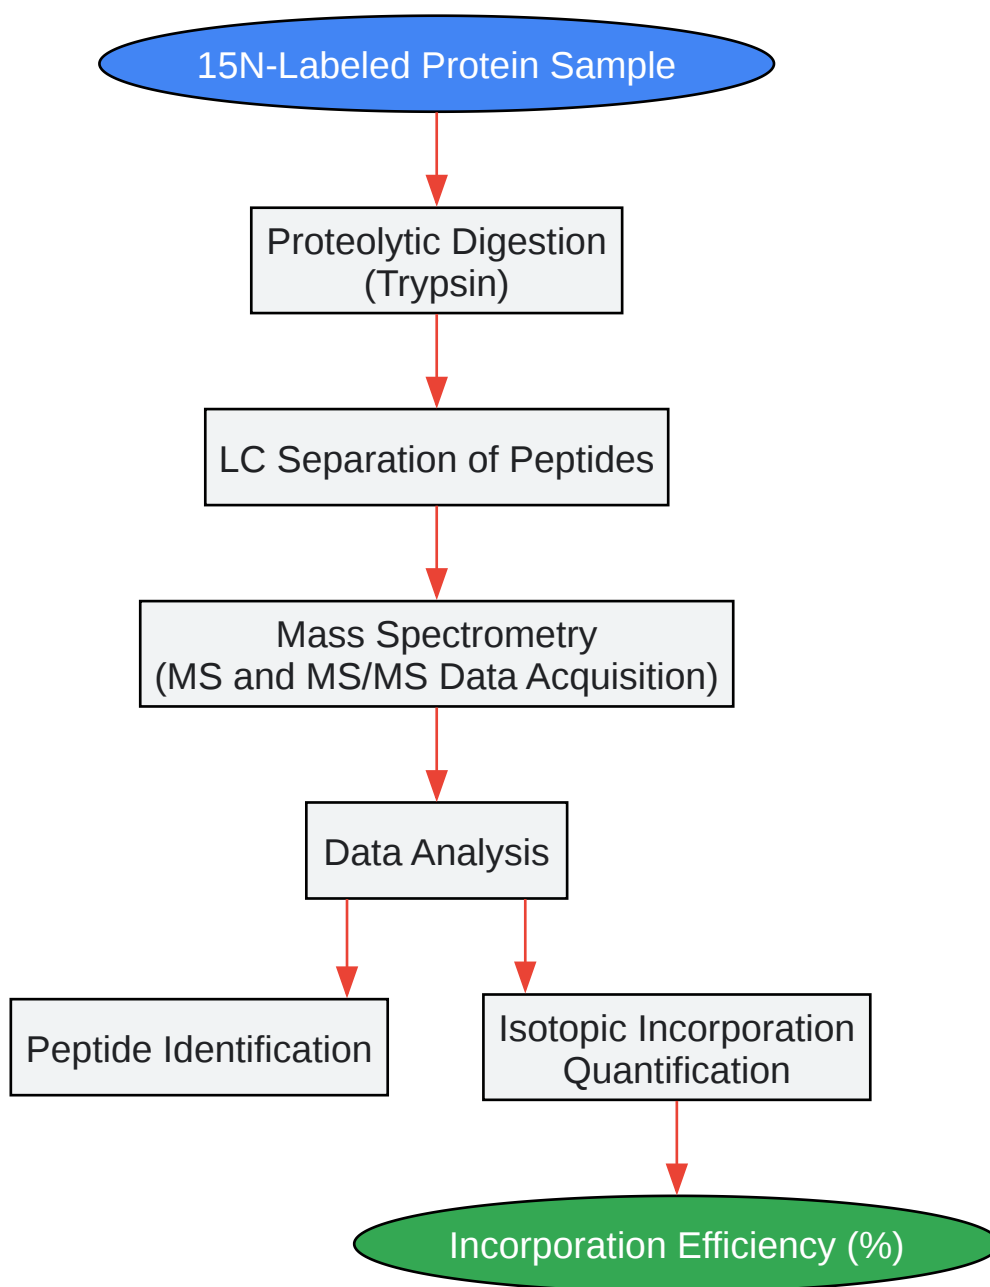 15N-Labeled Protein Sample
Proteolytic Digestion
(Trypsin)
LC Separation of Peptides
Mass Spectrometry
(MS and MS/MS Data Acquisition)
Data Analysis
Peptide Identification
Isotopic Incorporation
Quantification
Incorporation Efficiency (%)